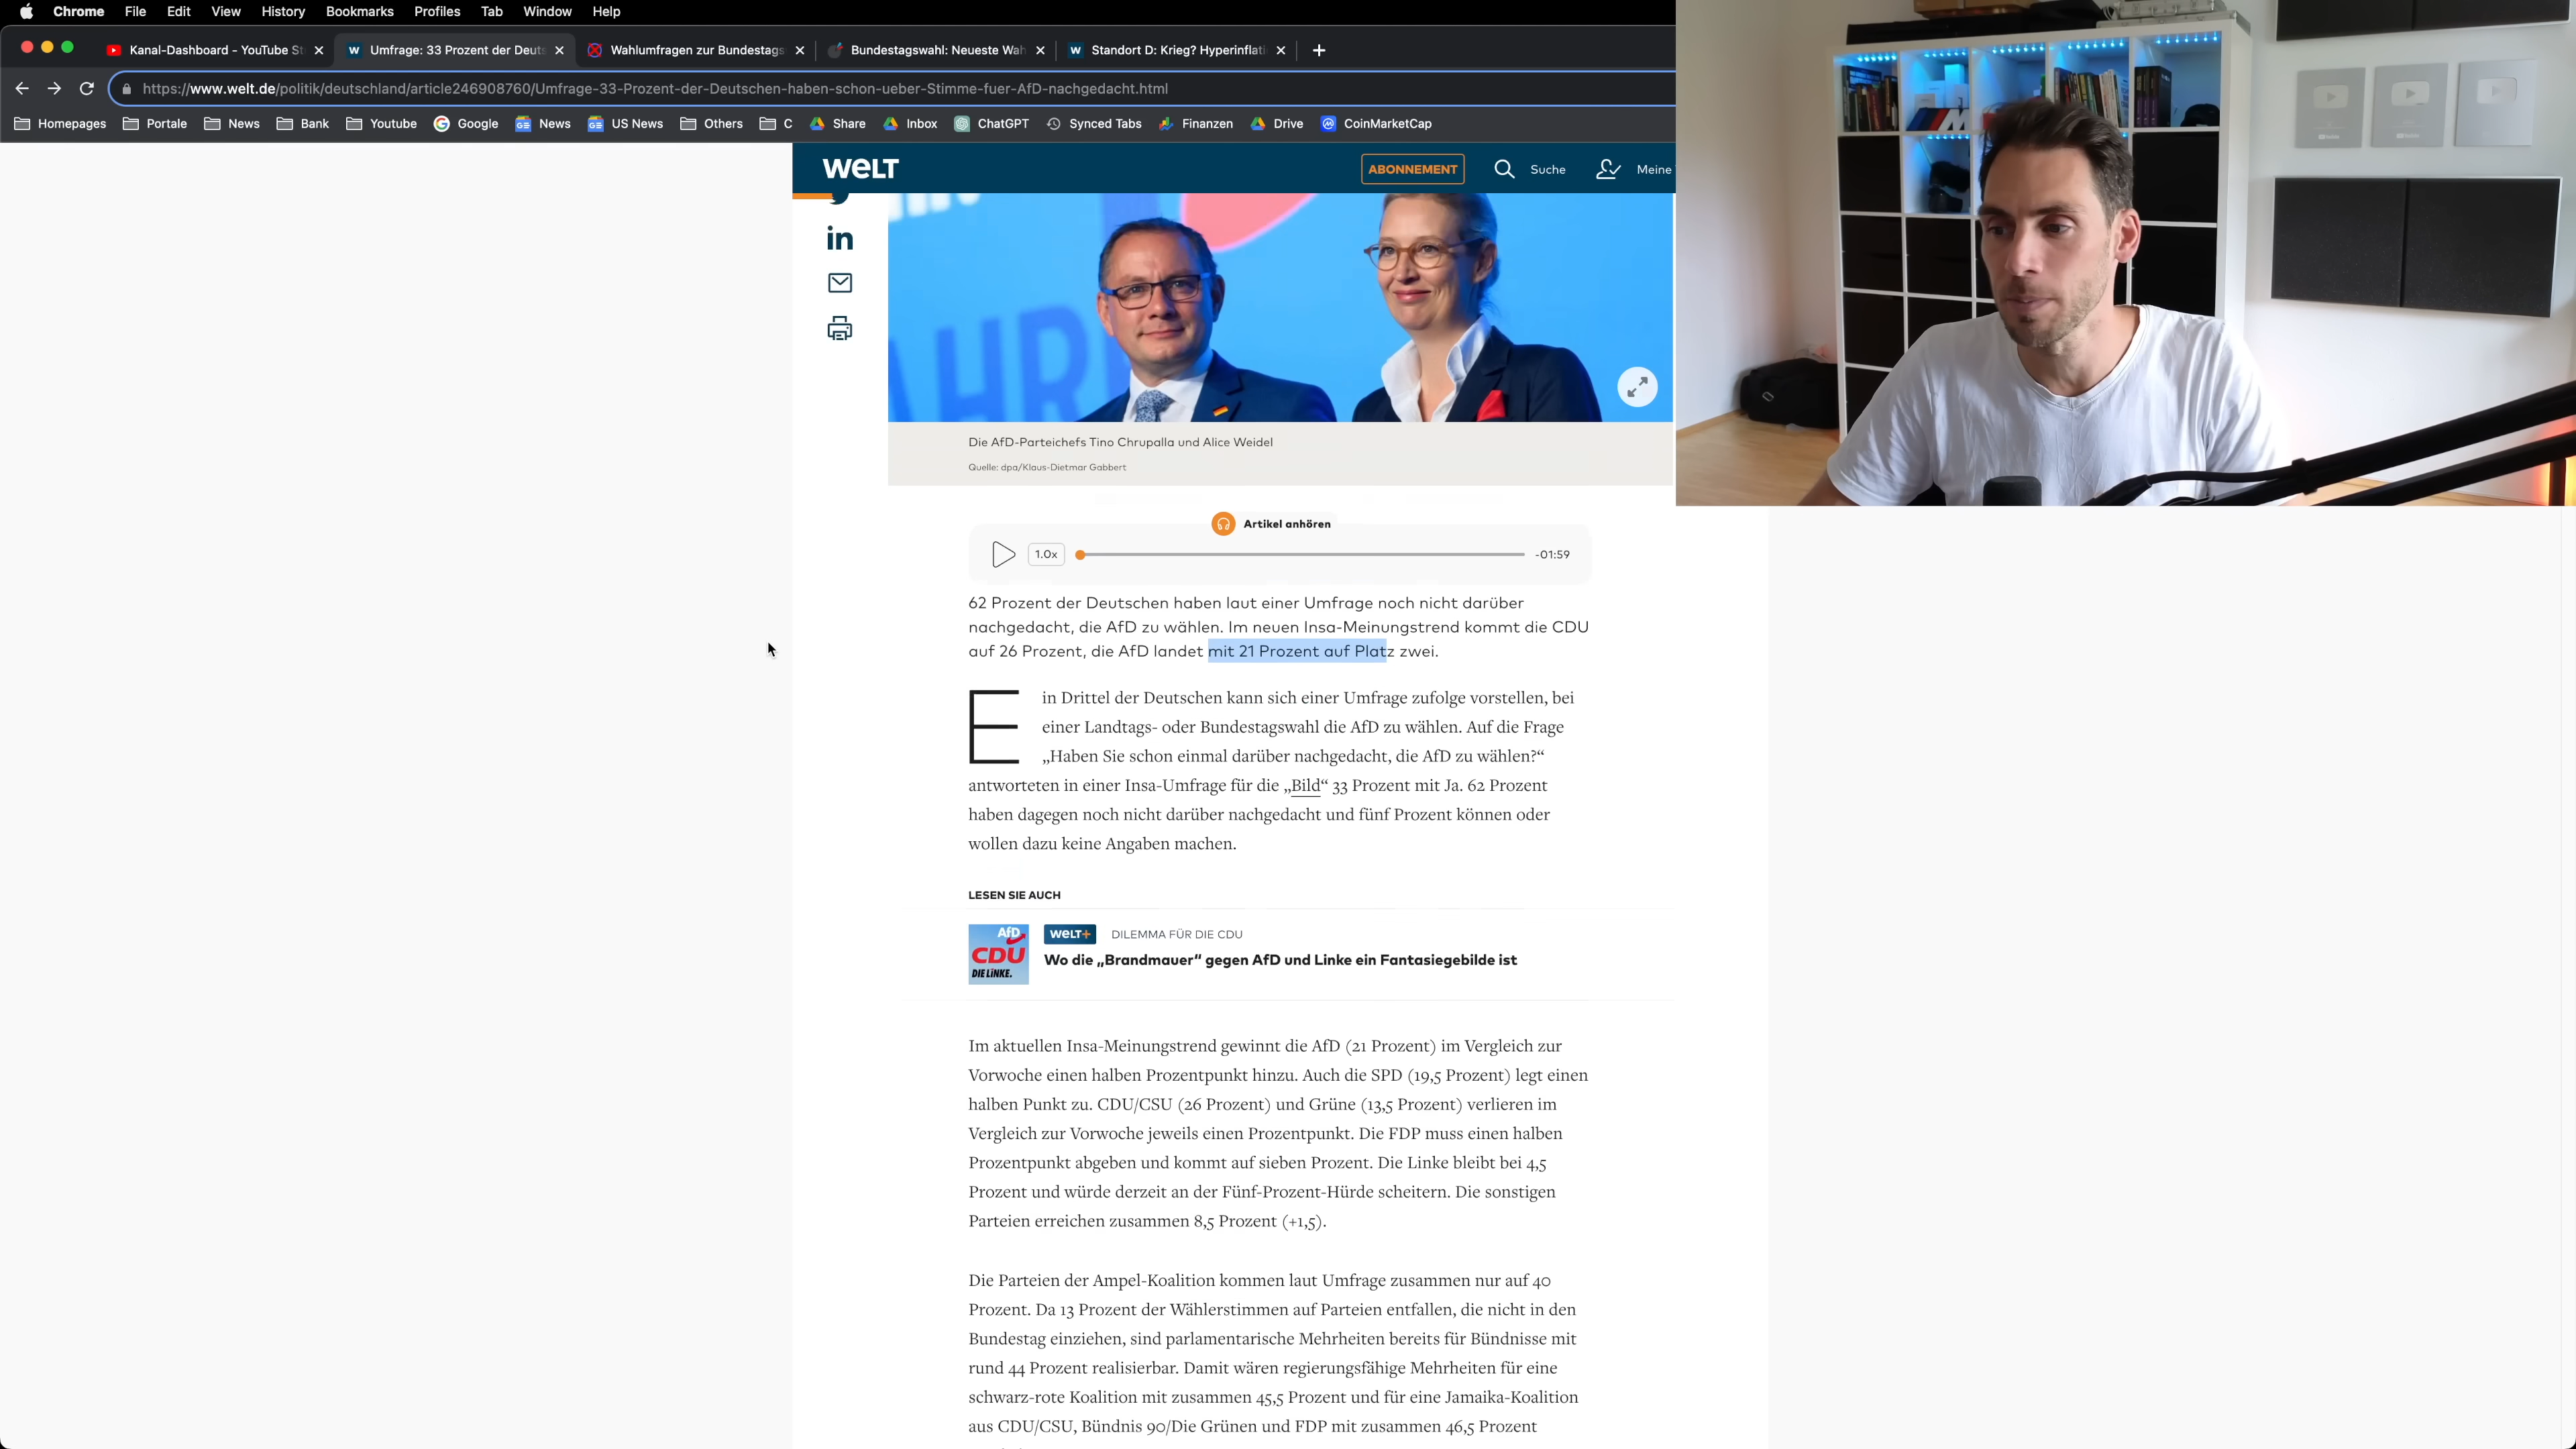 Chrome File Edit View History Bookmarks Profiles Tab Window Help
Kanal-Dashboard - YouTube St
Umfrage: 33 Prozent der Deuts
Wahlumfragen zur Bundestags
Bundestagswahl: Neueste Wah
Standort D: Krieg? Hyperinflati
https://www.welt.de/politik/deutschland/article246908760/Umfrage-33-Prozent-der-Deutschen-haben-schon-ueber-Stimme-fuer-AfD-nachgedacht.html
Homepages Portale News Bank Youtube Google News US News Others C Share Inbox ChatGPT Synced Tabs Finanzen Drive CoinMarketCap
WELT
ABONNEMENT
Suche
Meine
in
AHR
Die AfD-Parteichefs Tino Chrupalla und Alice Weidel
Quelle: dpa/Klaus-Dietmar Gabbert
Artikel anhören
1.0x
-01:59
62 Prozent der Deutschen haben laut einer Umfrage noch nicht darüber
nachgedacht, die AfD zu wählen. Im neuen Insa-Meinungstrend kommt die CDU
auf 26 Prozent, die AfD landet mit 21 Prozent auf Platz zwei.
Ein Drittel der Deutschen kann sich einer Umfrage zufolge vorstellen, bei
einer Landtags- oder Bundestagswahl die AfD zu wählen. Auf die Frage
„Haben Sie schon einmal darüber nachgedacht, die AfD zu wählen?“
antworteten in einer Insa-Umfrage für die „Bild“ 33 Prozent mit Ja. 62 Prozent
haben dagegen noch nicht darüber nachgedacht und fünf Prozent können oder
wollen dazu keine Angaben machen.
LESEN SIE AUCH
AfD
CDU
DIE LINKE.
WELT+ DILEMMA FÜR DIE CDU
Wo die „Brandmauer“ gegen AfD und Linke ein Fantasiegebilde ist
Im aktuellen Insa-Meinungstrend gewinnt die AfD (21 Prozent) im Vergleich zur
Vorwoche einen halben Prozentpunkt hinzu. Auch die SPD (19,5 Prozent) legt einen
halben Punkt zu. CDU/CSU (26 Prozent) und Grüne (13,5 Prozent) verlieren im
Vergleich zur Vorwoche jeweils einen Prozentpunkt. Die FDP muss einen halben
Prozentpunkt abgeben und kommt auf sieben Prozent. Die Linke bleibt bei 4,5
Prozent und würde derzeit an der Fünf-Prozent-Hürde scheitern. Die sonstigen
Parteien erreichen zusammen 8,5 Prozent (+1,5).
Die Parteien der Ampel-Koalition kommen laut Umfrage zusammen nur auf 40
Prozent. Da 13 Prozent der Wählerstimmen auf Parteien entfallen, die nicht in den
Bundestag einziehen, sind parlamentarische Mehrheiten bereits für Bündnisse mit
rund 44 Prozent realisierbar. Damit wären regierungsfähige Mehrheiten für eine
schwarz-rote Koalition mit zusammen 45,5 Prozent und für eine Jamaika-Koalition
aus CDU/CSU, Bündnis 90/Die Grünen und FDP mit zusammen 46,5 Prozent